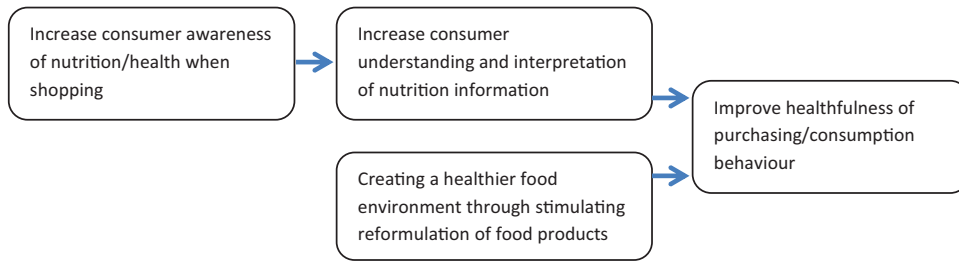 Increase consumer awareness
of nutrition/health when
shopping
Increase consumer
understanding and interpretation
of nutrition information
Improve healthfulness of
purchasing/consumption
behaviour
Creating a healthier food
environment through stimulating
reformulation of food products